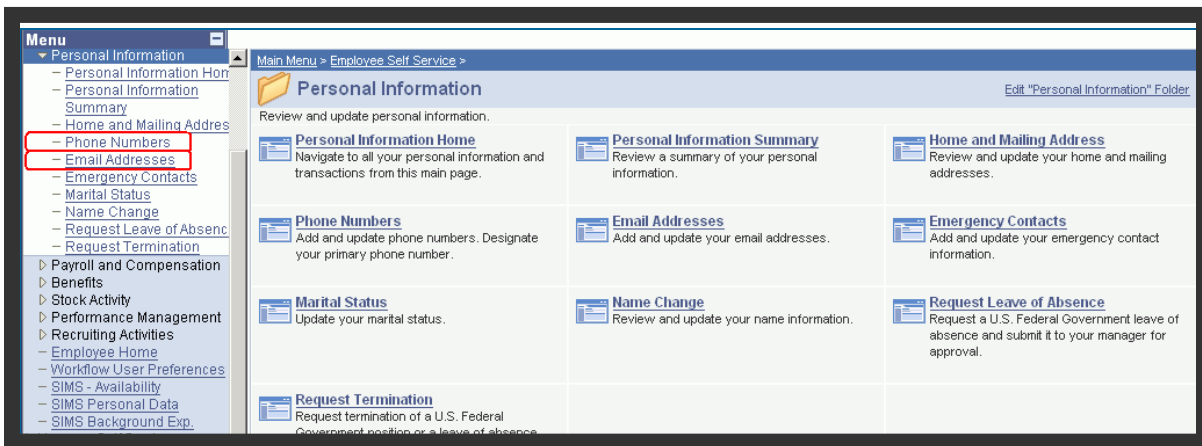 Menu
Personal Information
Personal Information Hom
Personal Information
Summary
Home and Mailing Addres
Phone Numbers
Email Addresses
Emergency Contacts
Marital Status
Name Change
Request Leave of Absenc
Request Termination
Payroll and Compensation
Benefits
Stock Activity
Performance Management
Recruiting Activities
Employee Home
Workflow User Preferences
SIMS - Availability
SIMS Personal Data
SIMS Background Exp.
Main Menu > Employee Self Service >
Personal Information
Edit "Personal Information" Folder
Review and update personal information.
Personal Information Home
Navigate to all your personal information and
transactions from this main page.
Personal Information Summary
Review a summary of your personal
information.
Home and Mailing Address
Review and update your home and mailing
addresses.
Phone Numbers
Add and update phone numbers. Designate
your primary phone number.
Email Addresses
Add and update your email addresses.
Emergency Contacts
Add and update your emergency contact
information.
Marital Status
Update your marital status.
Name Change
Review and update your name information.
Request Leave of Absence
Request a U.S. Federal Government leave of
absence and submit it to your manager for
approval.
Request Termination
Request termination of a U.S. Federal
Government position or a leave of absence